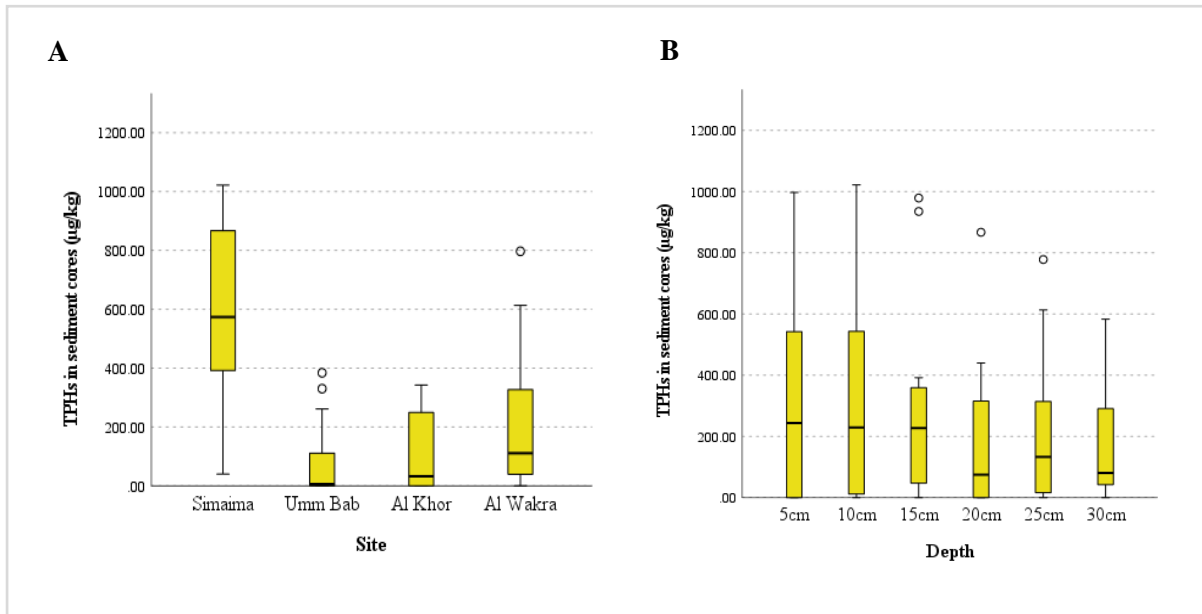 A
TPHs in sediment cores (µg/kg)
1200.00
1000.00
800.00
600.00
400.00
200.00
.00
Simaima Umm Bab Al Khor Al Wakra
Site
B
TPHs in sediment cores (µg/kg)
1200.00
1000.00
800.00
600.00
400.00
200.00
.00
5cm 10cm 15cm 20cm 25cm 30cm
Depth